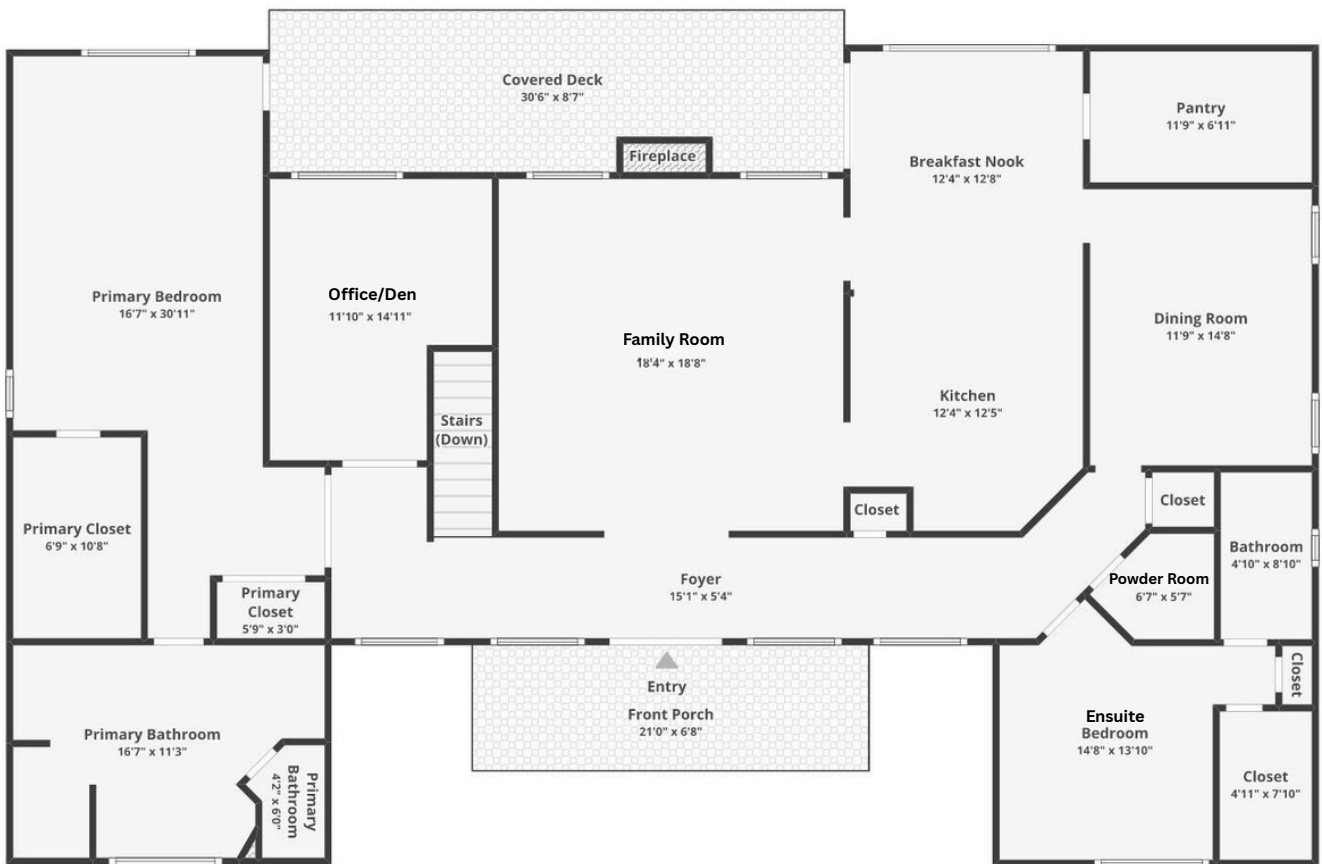 Covered Deck
30'6" x 8'7"
Fireplace
Pantry
11'9" x 6'11"
Breakfast Nook
12'4" x 12'8"
Primary Bedroom
16'7" x 30'11"
Office/Den
11'10" x 14'11"
Family Room
18'4" x 18'8"
Dining Room
11'9" x 14'8"
Kitchen
12'4" x 12'5"
Stairs
(Down)
Closet
Closet
Primary Closet
6'9" x 10'8"
Bathroom
4'10" x 8'10"
Foyer
15'1" x 5'4"
Powder Room
6'7" x 5'7"
Primary
Closet
5'9" x 3'0"
Entry
Front Porch
21'0" x 6'8"
Closet
Primary Bathroom
16'7" x 11'3"
Primary
Bathroom
4'2" x 6'0"
Ensuite
Bedroom
14'8" x 13'10"
Closet
4'11" x 7'10"